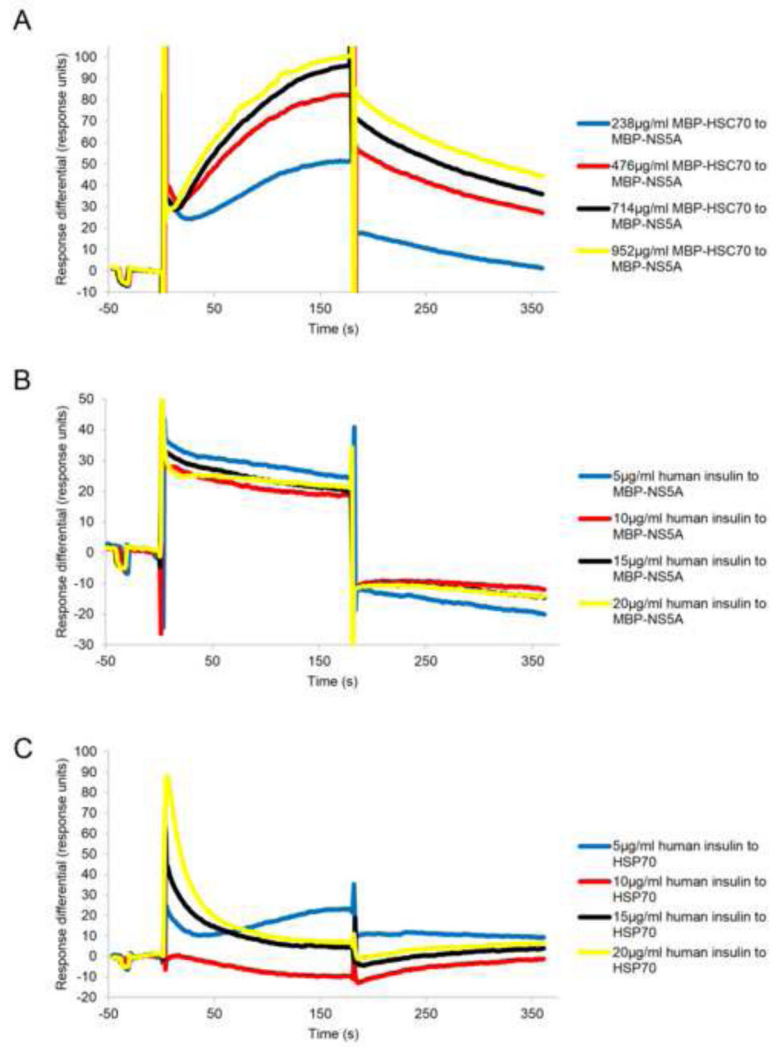 A
Response differential (response units)
100
90
80
70
60
50
40
30
20
10
0
-10
-50
50
150
250
350
Time (s)
238µg/ml MBP-HSC70 to
MBP-NS5A
476µg/ml MBP-HSC70 to
MBP-NS5A
714µg/ml MBP-HSC70 to
MBP-NS5A
952µg/ml MBP-HSC70 to
MBP-NS5A
B
Response differential (response units)
50
40
30
20
10
0
-10
-20
-30
-50
50
150
250
350
Time (s)
5µg/ml human insulin to
MBP-NS5A
10µg/ml human insulin to
MBP-NS5A
15µg/ml human insulin to
MBP-NS5A
20µg/ml human insulin to
MBP-NS5A
C
Response differential (response units)
100
90
80
70
60
50
40
30
20
10
0
-10
-20
-50
50
150
250
350
Time (s)
5µg/ml human insulin to
HSP70
10µg/ml human insulin to
HSP70
15µg/ml human insulin to
HSP70
20µg/ml human insulin to
HSP70